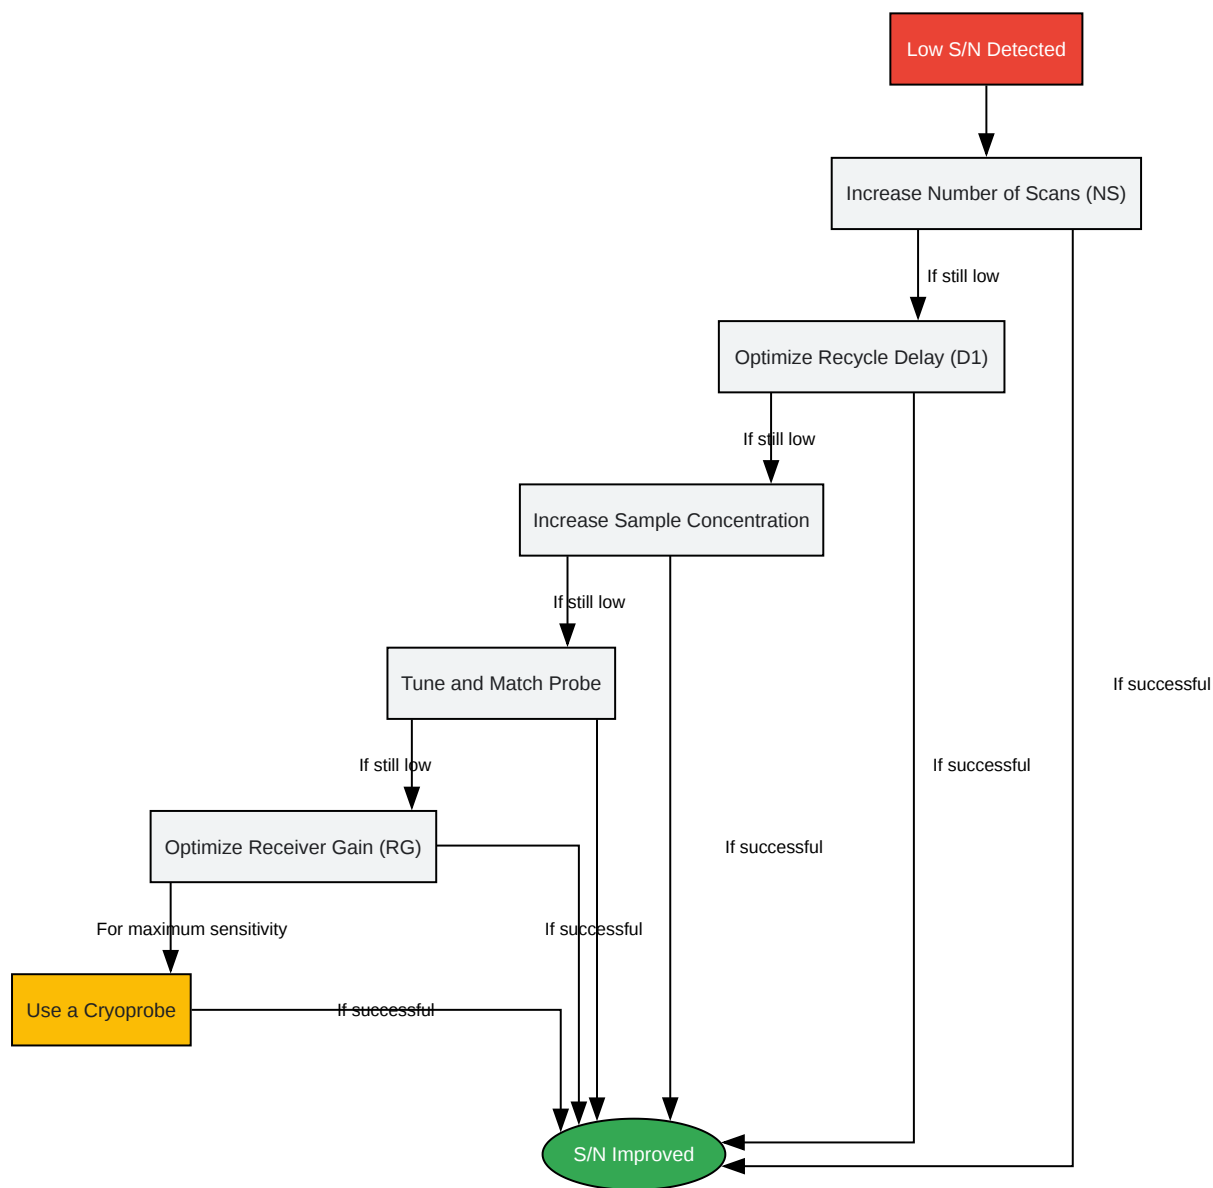 Low S/N Detected
Increase Number of Scans (NS)
If still low
Optimize Recycle Delay (D1)
If still low
Increase Sample Concentration
If still low
Tune and Match Probe
If successful
If still low
If successful
Optimize Receiver Gain (RG)
If successful
For maximum sensitivity
If successful
Use a Cryoprobe
If successful
S/N Improved